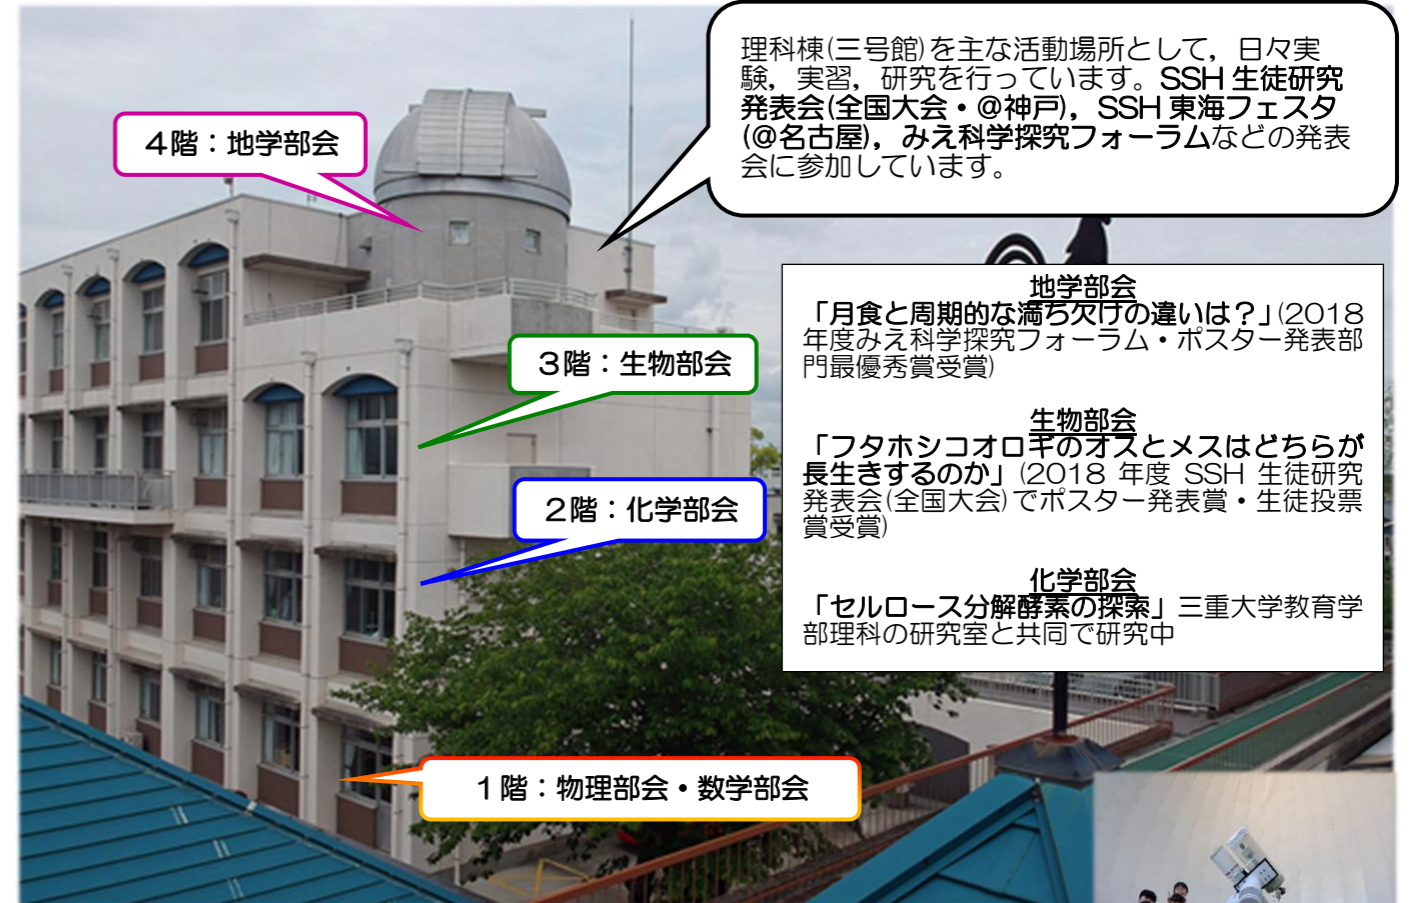 理科棟(三号館)を主な活動場所として，日々実
験，実習，研究を行っています。SSH 生徒研究
発表会(全国大会・@神戸)，SSH 東海フェスタ
(@名古屋)，みえ科学探究フォーラムなどの発表
会に参加しています。
４階：地学部会
３階：生物部会
２階：化学部会
１階：物理部会・数学部会
地学部会
「月食と周期的な満ち欠けの違いは？」(2018
年度みえ科学探究フォーラム・ポスター発表部
門最優秀賞受賞)
生物部会
「フタホシコオロギのオスとメスはどちらが
長生きするのか」(2018 年度 SSH 生徒研究
発表会(全国大会)でポスター発表賞・生徒投票
賞受賞)
化学部会
「セルロース分解酵素の探索」三重大学教育学
部理科の研究室と共同で研究中